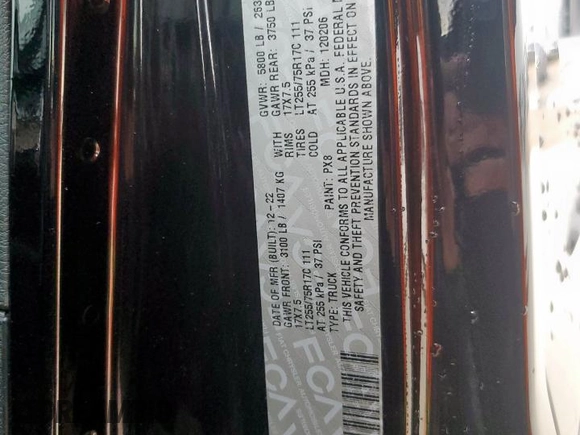 DATE OF MFR (BUILT): 12-22 GVWR: 5800 LB /
GAWR FRONT: 3100 LB / 1407 KG WITH GAWR REAR: 3750 LB
17X7.5 RIMS 17X7.5
LT255/75R17C 111 TIRES LT255/75R17C 111
AT 255 kPa / 37 PSI COLD AT 255 kPa / 37 PSI
TYPE: TRUCK PAINT: PX8 MDH: 120206
THIS VEHICLE CONFORMS TO ALL APPLICABLE U.S.A. FEDERAL
SAFETY AND THEFT PREVENTION STANDARDS IN EFFECT ON
MANUFACTURE SHOWN ABOVE.